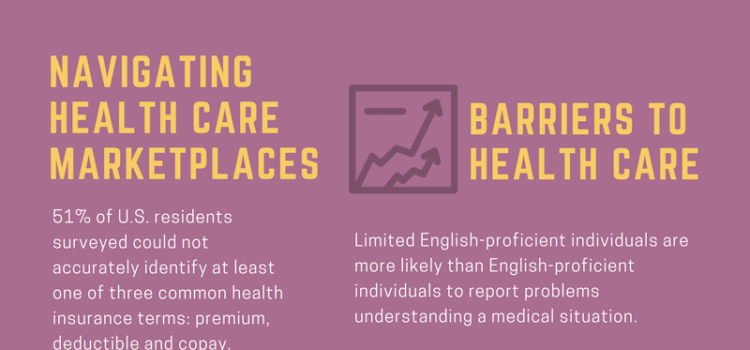 NAVIGATING
HEALTH CARE
MARKETPLACES
51% of U.S. residents
surveyed could not
accurately identify at least
one of three common health
insurance terms: premium,
deductible and copay.
BARRIERS TO
HEALTH CARE
Limited English-proficient individuals are
more likely than English-proficient
individuals to report problems
understanding a medical situation.